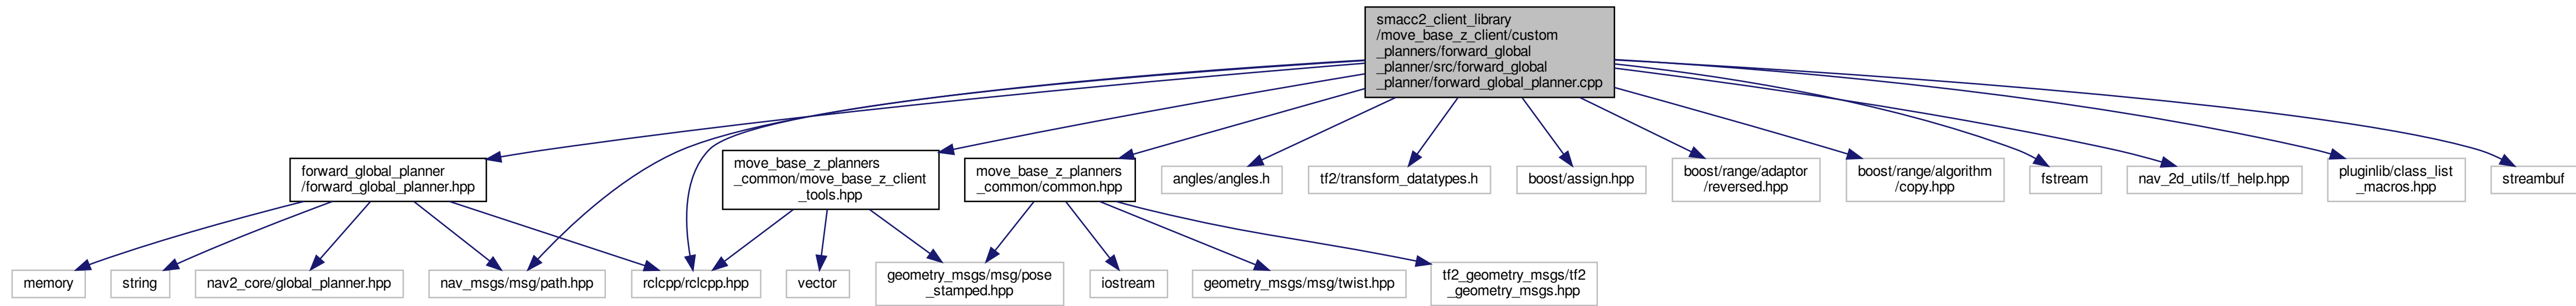 smacc2_client_library
/move_base_z_client/custom
_planners/forward_global
_planner/src/forward_global
_planner/forward_global_planner.cpp
forward_global_planner
/forward_global_planner.hpp
move_base_z_planners
_common/move_base_z_client
_tools.hpp
move_base_z_planners
_common/common.hpp
angles/angles.h
tf2/transform_datatypes.h
boost/assign.hpp
boost/range/adaptor
/reversed.hpp
boost/range/algorithm
/copy.hpp
fstream
nav_2d_utils/tf_help.hpp
pluginlib/class_list
_macros.hpp
streambuf
memory
string
nav2_core/global_planner.hpp
nav_msgs/msg/path.hpp
rclcpp/rclcpp.hpp
vector
geometry_msgs/msg/pose
_stamped.hpp
iostream
geometry_msgs/msg/twist.hpp
tf2_geometry_msgs/tf2
_geometry_msgs.hpp